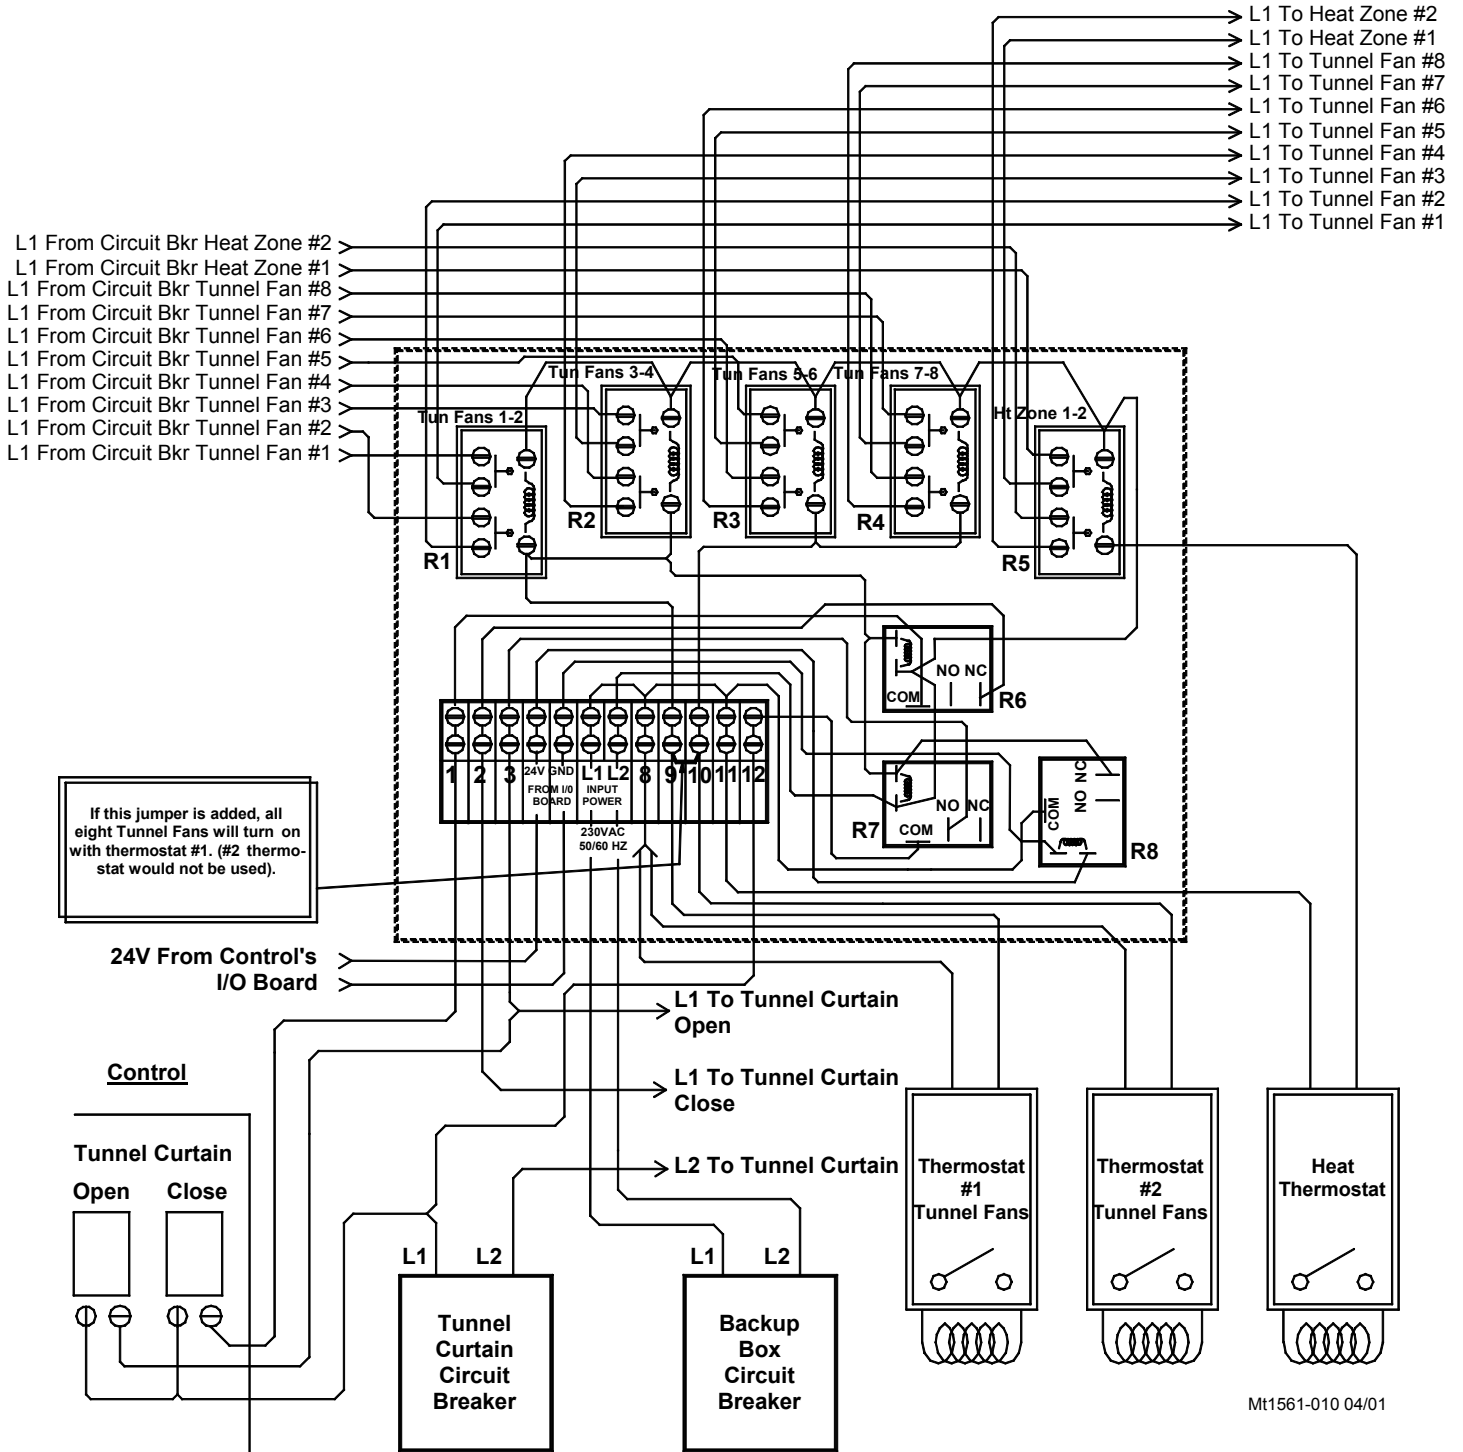 L1 To Heat Zone #2
L1 To Heat Zone #1
L1 To Tunnel Fan #8
L1 To Tunnel Fan #7
L1 To Tunnel Fan #6
L1 To Tunnel Fan #5
L1 To Tunnel Fan #4
L1 To Tunnel Fan #3
L1 To Tunnel Fan #2
L1 To Tunnel Fan #1
L1 From Circuit Bkr Heat Zone #2
L1 From Circuit Bkr Heat Zone #1
L1 From Circuit Bkr Tunnel Fan #8
L1 From Circuit Bkr Tunnel Fan #7
L1 From Circuit Bkr Tunnel Fan #6
L1 From Circuit Bkr Tunnel Fan #5
L1 From Circuit Bkr Tunnel Fan #4
L1 From Circuit Bkr Tunnel Fan #3
L1 From Circuit Bkr Tunnel Fan #2
L1 From Circuit Bkr Tunnel Fan #1
Tun Fans 1-2
Tun Fans 3-4
Tun Fans 5-6
Tun Fans 7-8
Ht Zone 1-2
R1
R2
R3
R4
R5
NO NC
COM
R6
NO NC
COM
R7
NO NC
COM
R8
1 2 3 24V GND L1 L2 8 9 10 11 12
FROM I/0
BOARD
INPUT
POWER
230VAC
50/60 HZ
If this jumper is added, all
eight Tunnel Fans will turn on
with thermostat #1. (#2 thermo-
stat would not be used).
24V From Control's
I/O Board
L1 To Tunnel Curtain
Open
L1 To Tunnel Curtain
Close
L2 To Tunnel Curtain
Control
Tunnel Curtain
Open Close
L1 L2
Tunnel
Curtain
Circuit
Breaker
L1 L2
Backup
Box
Circuit
Breaker
Thermostat
#1
Tunnel Fans
Thermostat
#2
Tunnel Fans
Heat
Thermostat
Mt1561-010 04/01